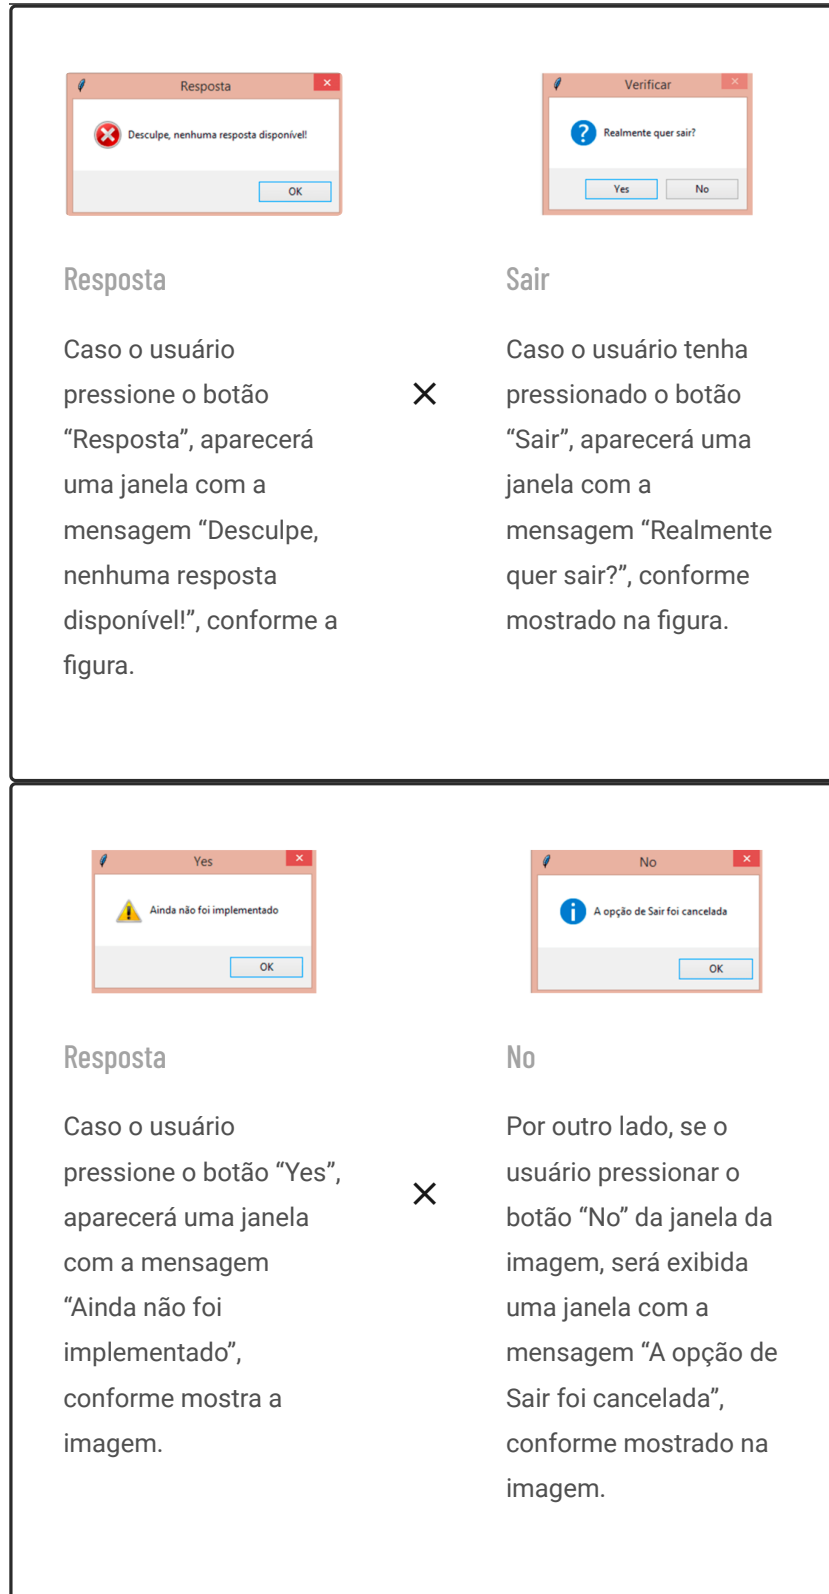 Resposta
Desculpe, nenhuma resposta disponível!
OK
Verificar
Realmente quer sair?
Yes
No
Resposta
Caso o usuário
pressione o botão
“Resposta”, aparecerá
uma janela com a
mensagem “Desculpe,
nenhuma resposta
disponível!”, conforme a
figura.
Sair
Caso o usuário tenha
pressionado o botão
“Sair”, aparecerá uma
janela com a
mensagem “Realmente
quer sair?”, conforme
mostrado na figura.
Yes
Ainda não foi implementado
OK
No
A opção de Sair foi cancelada
OK
Resposta
Caso o usuário
pressione o botão “Yes”,
aparecerá uma janela
com a mensagem
“Ainda não foi
implementado”,
conforme mostra a
imagem.
No
Por outro lado, se o
usuário pressionar o
botão “No” da janela da
imagem, será exibida
uma janela com a
mensagem “A opção de
Sair foi cancelada”,
conforme mostrado na
imagem.